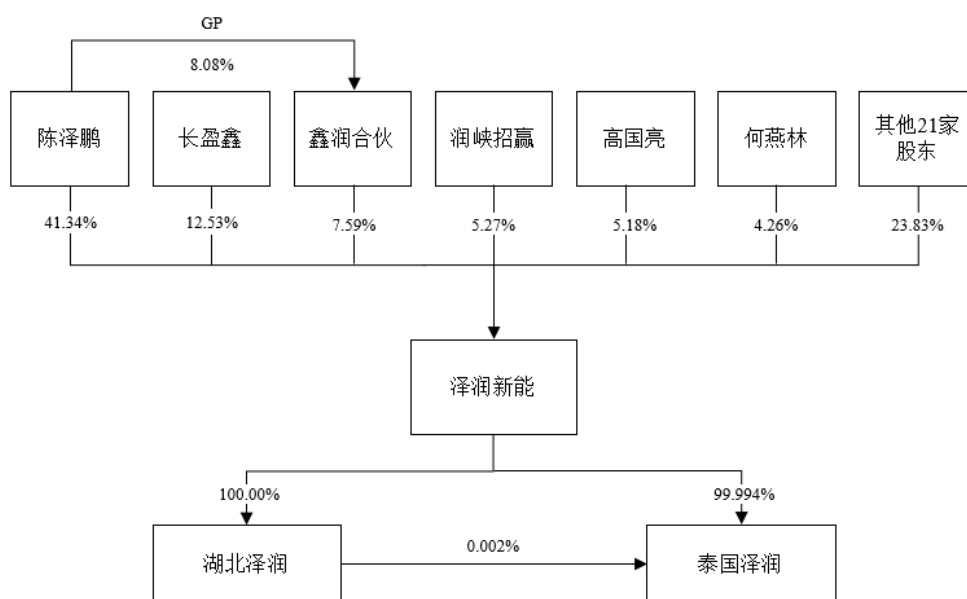 GP
8.08%
陈泽鹏
长盈鑫
鑫润合伙
润峡招赢
高国亮
何燕林
其他21家
股东
41.34%
12.53%
7.59%
5.27%
5.18%
4.26%
23.83%
泽润新能
100.00%
99.994%
湖北泽润
0.002%
泰国泽润